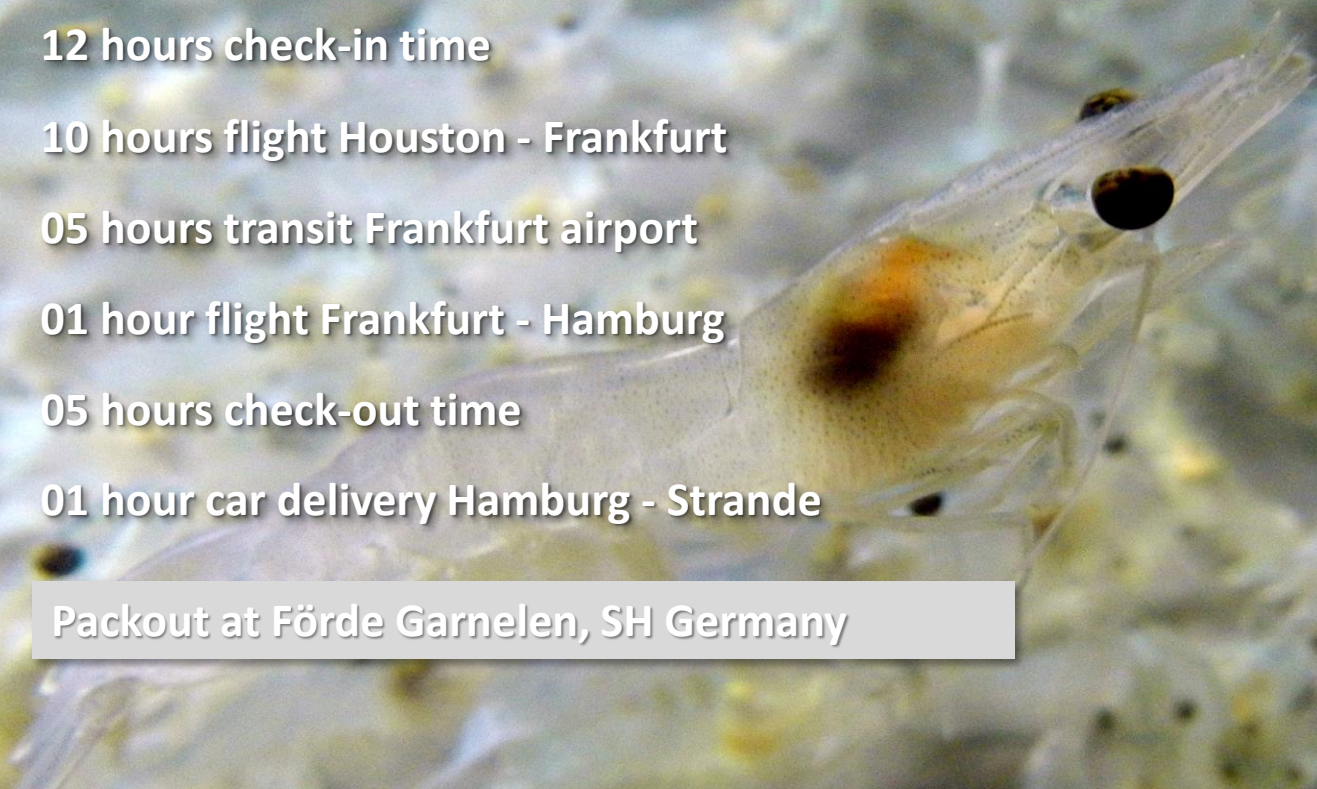 12 hours check-in time
10 hours flight Houston - Frankfurt
05 hours transit Frankfurt airport
01 hour flight Frankfurt - Hamburg
05 hours check-out time
01 hour car delivery Hamburg - Strande
Packout at Förde Garnelen, SH Germany